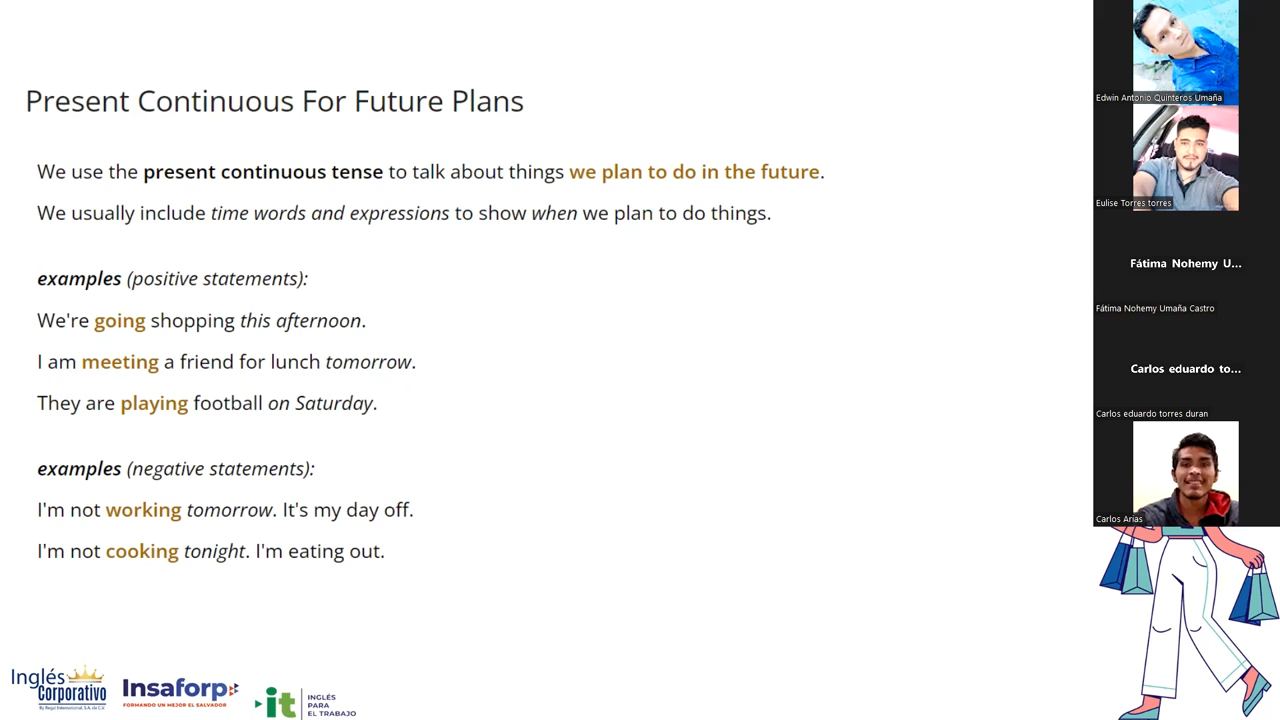 Present Continuous For Future Plans
We use the present continuous tense to talk about things we plan to do in the future.
We usually include time words and expressions to show when we plan to do things.
examples (positive statements):
We're going shopping this afternoon.
I am meeting a friend for lunch tomorrow.
They are playing football on Saturday.
examples (negative statements):
I'm not working tomorrow. It's my day off.
I'm not cooking tonight. I'm eating out.
Inglés
Corporativo
By Regal International, S.A. de C.V.
Insaforp
FORMANDO UN MEJOR EL SALVADOR
it
INGLÉS
PARA
EL TRABAJO
Edwin Antonio Quinteros Umaña
Eulise Torres torres
Fátima Nohemy U...
Fátima Nohemy Umaña Castro
Carlos eduardo to...
Carlos eduardo torres duran
Carlos Arias